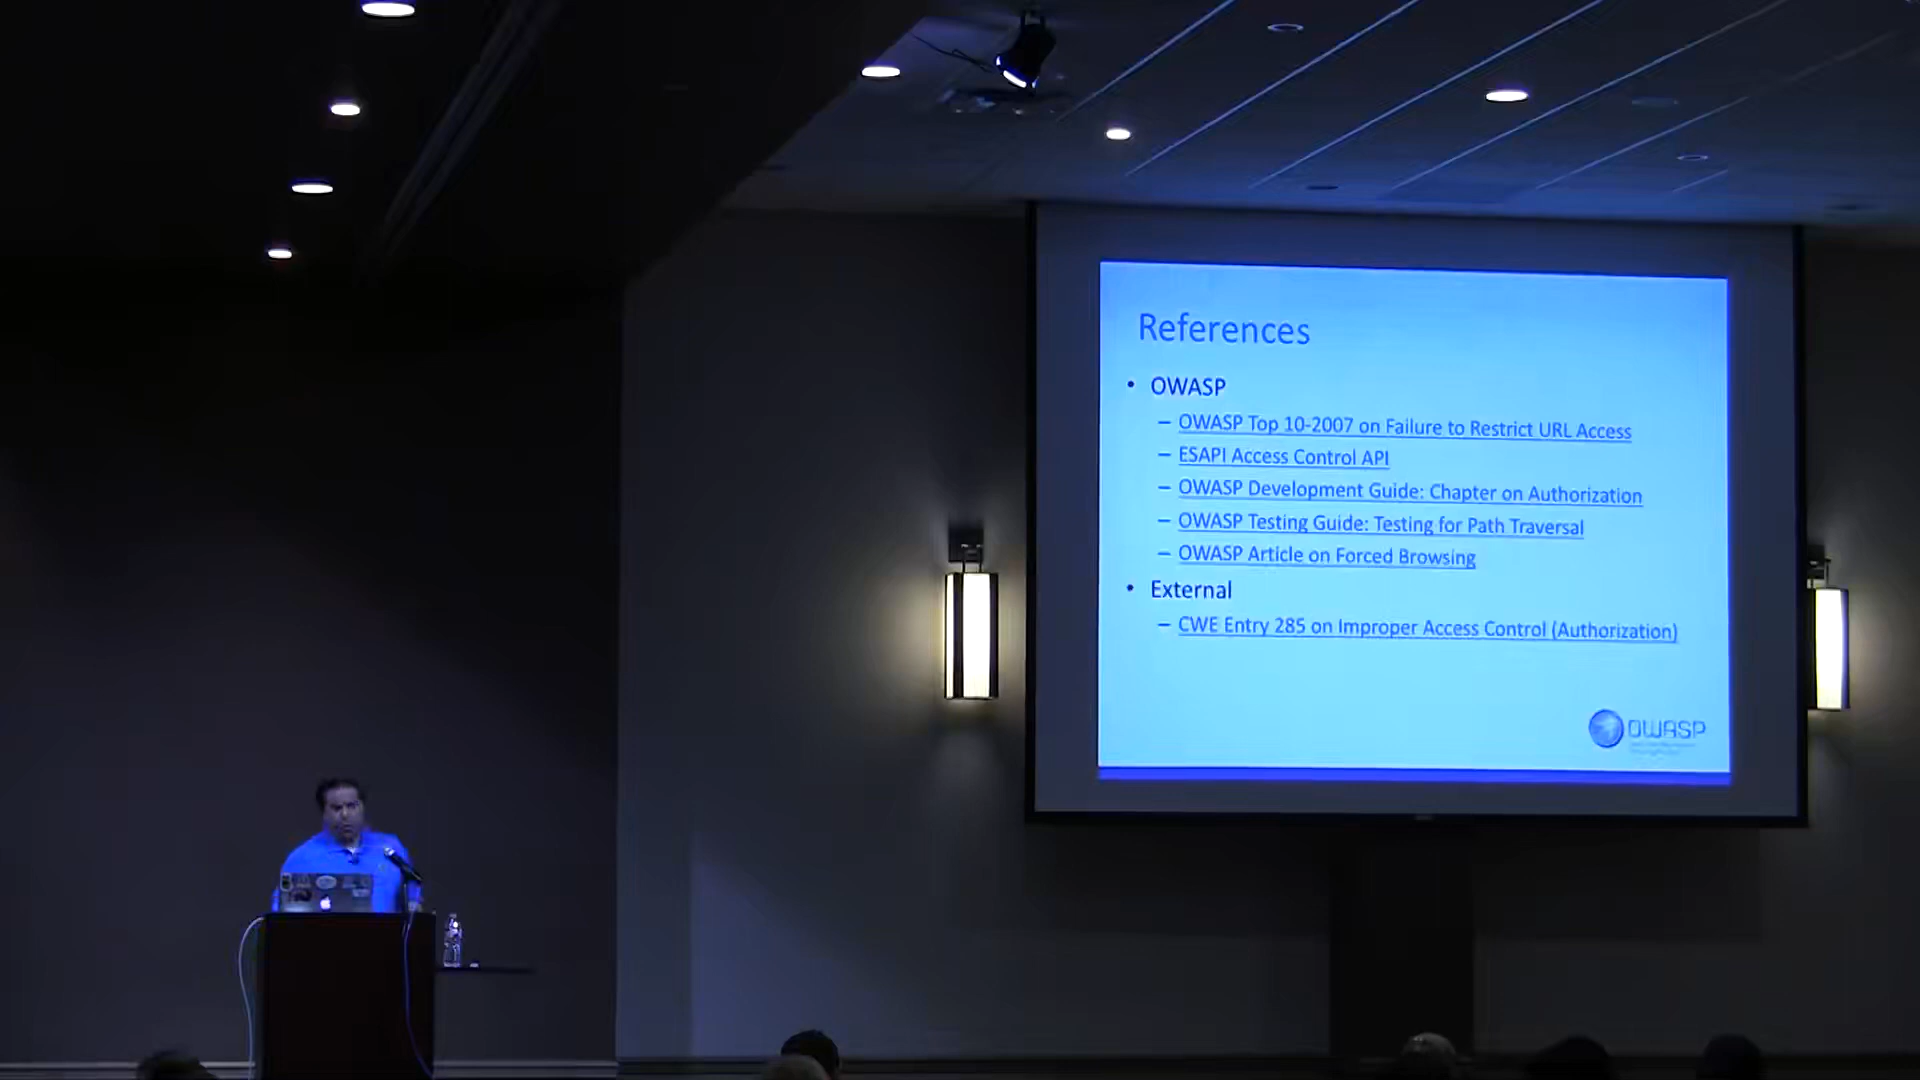 References
• OWASP
– OWASP Top 10-2007 on Failure to Restrict URL Access
– ESAPI Access Control API
– OWASP Development Guide: Chapter on Authorization
– OWASP Testing Guide: Testing for Path Traversal
– OWASP Article on Forced Browsing
• External
– CWE Entry 285 on Improper Access Control (Authorization)
OWASP